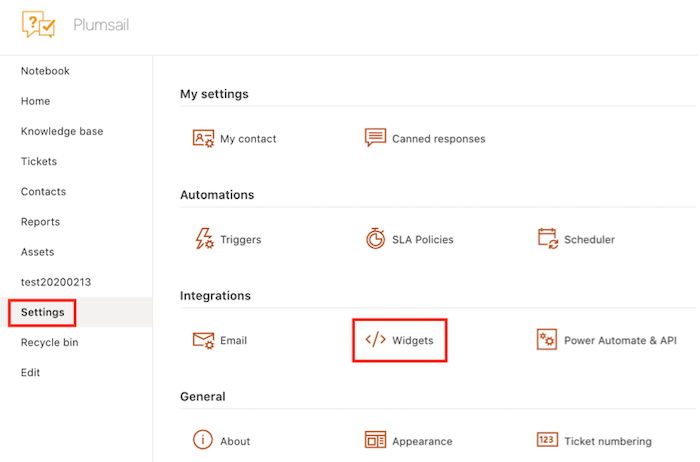 Plumsail
Notebook
Home
Knowledge base
Tickets
Contacts
Reports
Assets
test20200213
Settings
Recycle bin
Edit
My settings
My contact
Canned responses
Automations
Triggers
SLA Policies
Scheduler
Integrations
Email
</> Widgets
Power Automate & API
General
About
Appearance
123 Ticket numbering